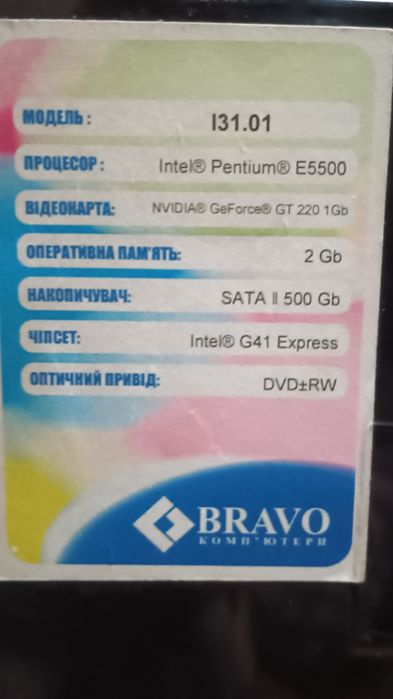 МОДЕЛЬ: I31.01
ПРОЦЕСОР: Intel® Pentium® E5500
ВІДЕОКАРТА: NVIDIA® GeForce® GT 220 1Gb
ОПЕРАТИВНА ПАМ'ЯТЬ: 2 Gb
НАКОПИЧУВАЧ: SATA II 500 Gb
ЧІПСЕТ: Intel® G41 Express
ОПТИЧНИЙ ПРИВІД: DVD±RW
BRAVO
КОМП'ЮТЕРИ